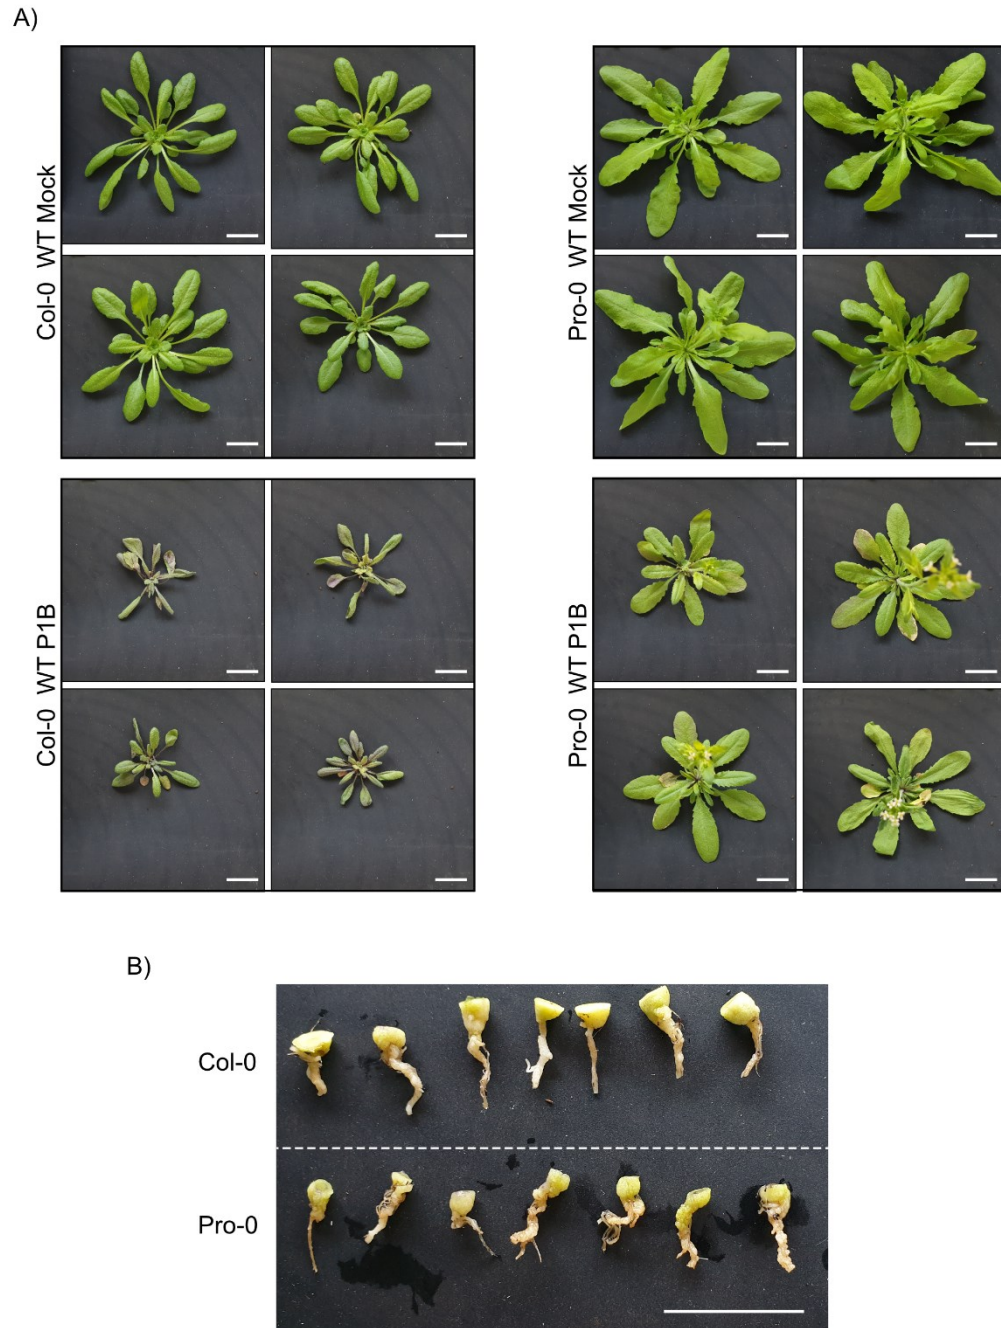 A)
Col-0 WT Mock
Pro-0 WT Mock
Col-0 WT P1B
Pro-0 WT P1B
B)
Col-0
Pro-0